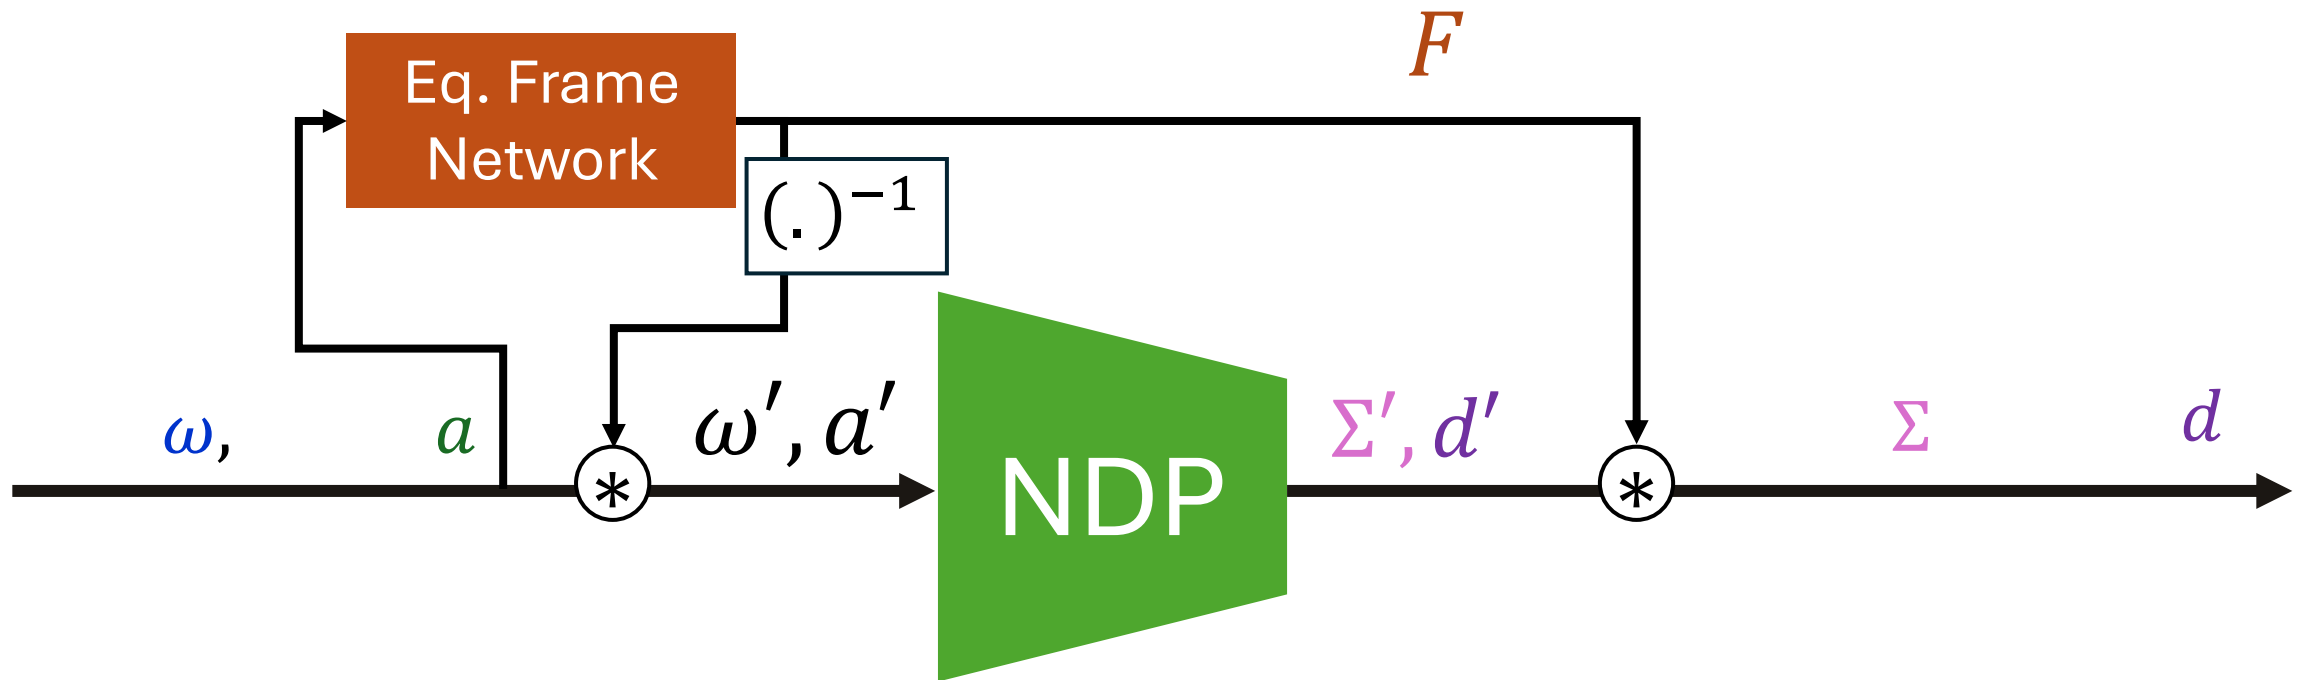 F
Eq. Frame
Network
(.)⁻¹
ω, a
ω′, a′
Σ′, d′
Σ d
NDP
*
*